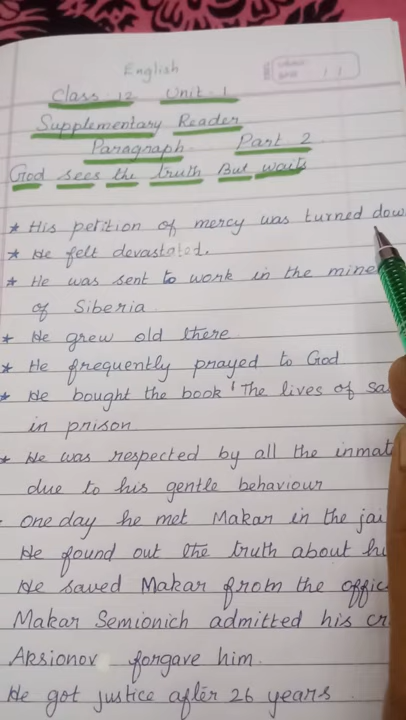 English
Class 12 Unit - 1
Supplementary Reader
Paragraph Part 2
God sees the truth But waits
* His petition of mercy was turned dow
* He felt devastated.
* He was sent to work in the mine
of Siberia
* He grew old there
* He frequently prayed to God
* He bought the book 'The lives of sa
in prison
* He was respected by all the inmat
due to his gentle behaviour
one day he met Makar in the jai
He found out the truth about hi
He saved Makar from the offic
Makar Semionich admitted his cr
Aksionov forgave him.
He got justice after 26 years